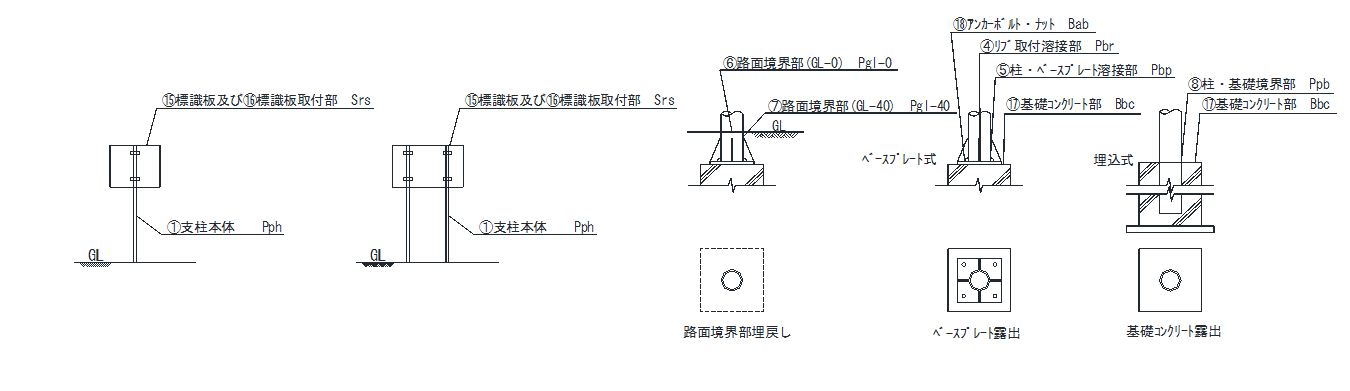 ⑱ｱﾝｶｰﾎﾞﾙﾄ・ﾅｯﾄ Bab
④ﾘﾌﾞ取付溶接部 Pbr
⑥路面境界部(GL-0) Pgl-0
⑤柱・ﾍﾞｰｽﾌﾟﾚｰﾄ溶接部 Pbp
⑧柱・基礎境界部 Ppb
⑮標識板及び⑯標識板取付部 Srs
⑮標識板及び⑯標識板取付部 Srs
⑦路面境界部(GL-40) Pgl-40
⑰基礎ｺﾝｸﾘｰﾄ部 Bbc
⑰基礎ｺﾝｸﾘｰﾄ部 Bbc
GL
ﾍﾞｰｽﾌﾟﾚｰﾄ式
埋込式
①支柱本体 Pph
①支柱本体 Pph
GL
GL
路面境界部埋戻し
ﾍﾞｰｽﾌﾟﾚｰﾄ露出
基礎ｺﾝｸﾘｰﾄ露出